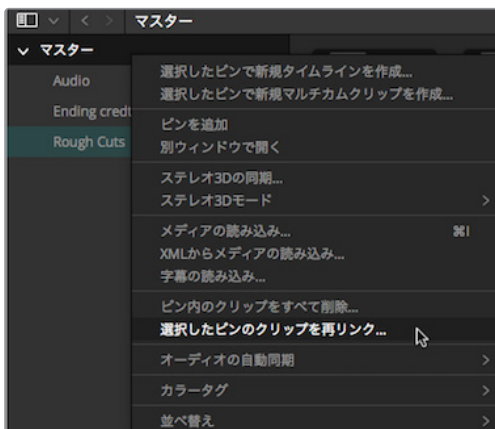 マスター
マスター
Audio
Ending credt
Rough Cuts
選択したビンで新規タイムラインを作成...
選択したビンで新規マルチカムクリップを作成...
ビンを追加
別ウィンドウで開く
ステレオ3Dの同期...
ステレオ3Dモード
メディアの読み込み... ⌘I
XMLからメディアの読み込み...
字幕の読み込み...
ビン内のクリップをすべて削除...
選択したビンのクリップを再リンク...
オーディオの自動同期
カラータグ
並べ替え